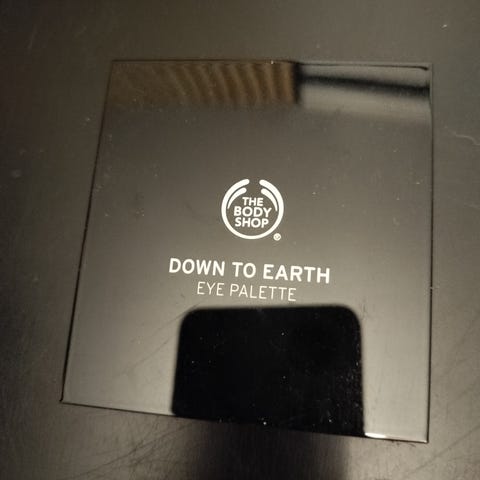 THE
BODY
SHOP
®
DOWN TO EARTH
EYE PALETTE